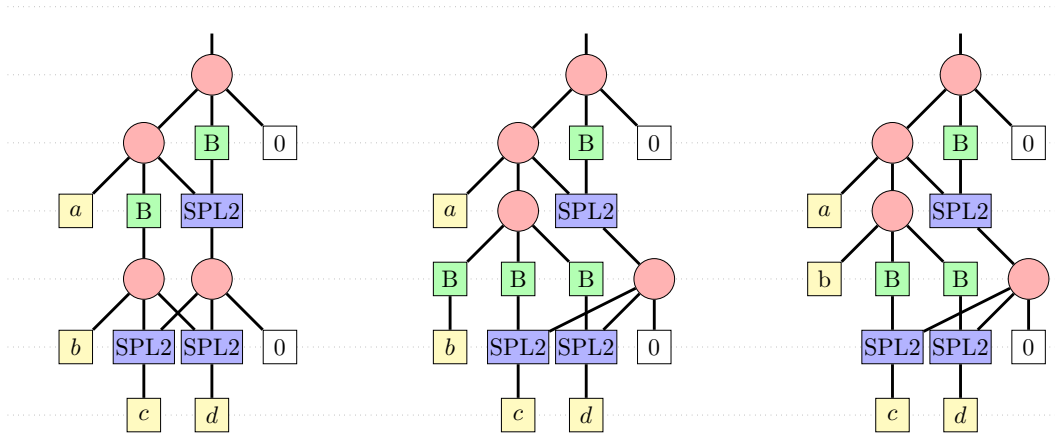 B 0 B 0 B 0
a B SPL2 a SPL2 a SPL2
B B B b B B
b SPL2 SPL2 0 b SPL2 SPL2 0 SPL2 SPL2 0
c d c d c d